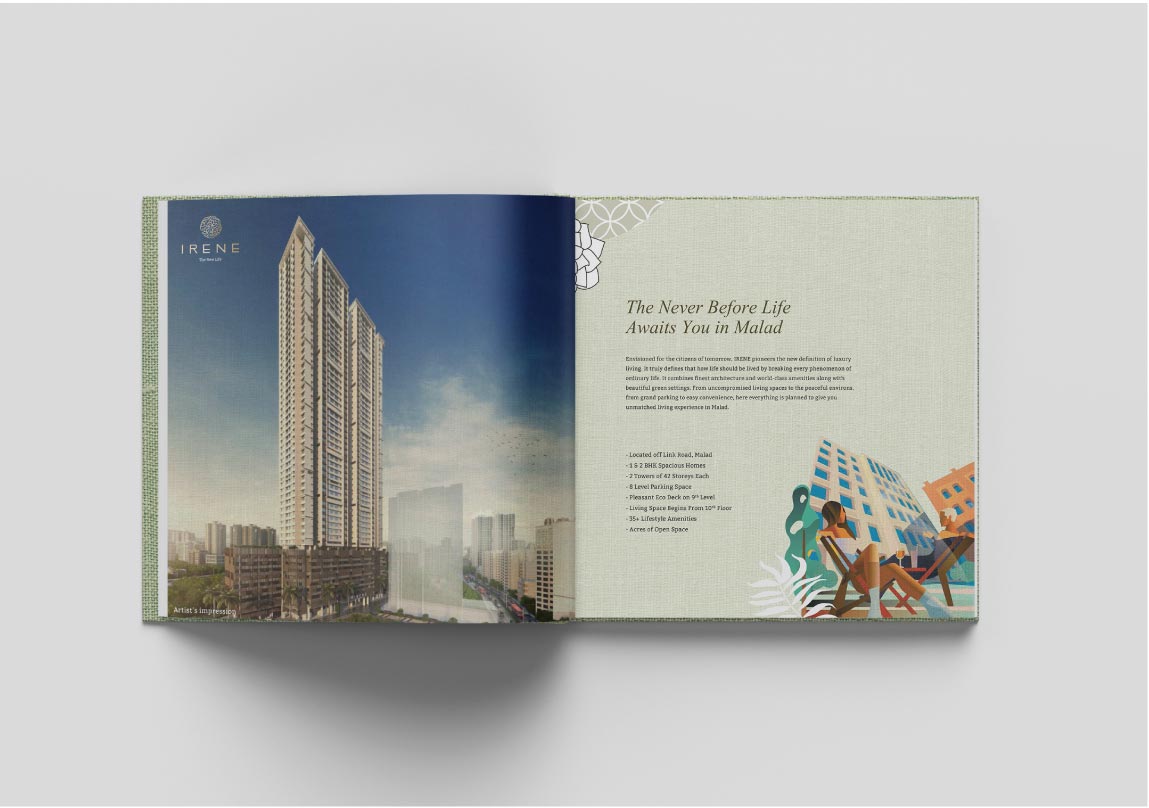 IRENE
The New Life
Artist's impression
The Never Before Life
Awaits You in Malad
Envisioned for the citizens of tomorrow, IRENE pioneers the new definition of luxury
living. It truly defines that how life should be lived by breaking every phenomenon of
ordinary life. It combines finest architecture and world-class amenities along with
beautiful green settings. From uncompromised living spaces to the peaceful environs,
from grand parking to easy convenience, here everything is planned to give you
unmatched living experience in Malad.
- Located off Link Road, Malad
- 1 & 2 BHK Spacious Homes
- 2 Towers of 42 Storeys Each
- 8 Level Parking Space
- Pleasant Eco Deck on 9th Level
- Living Space Begins From 10th Floor
- 35+ Lifestyle Amenities
- Acres of Open Space